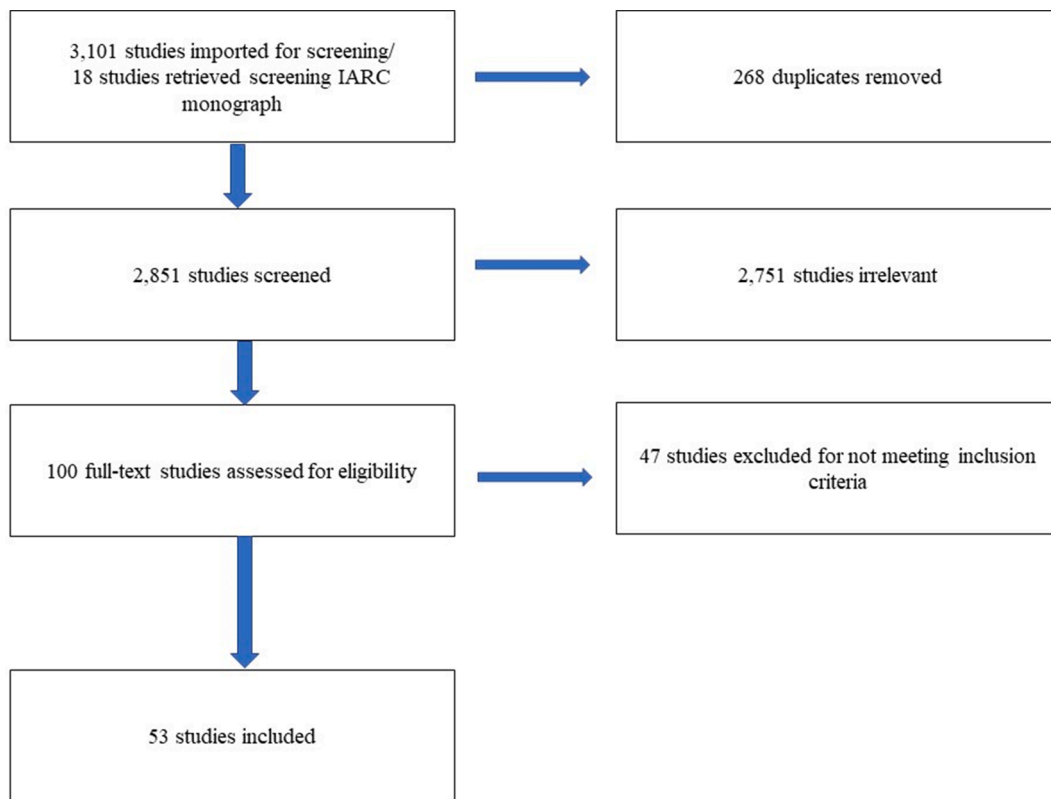 3,101 studies imported for screening/
18 studies retrieved screening IARC
monograph
268 duplicates removed
2,851 studies screened
2,751 studies irrelevant
100 full-text studies assessed for eligibility
47 studies excluded for not meeting inclusion
criteria
53 studies included